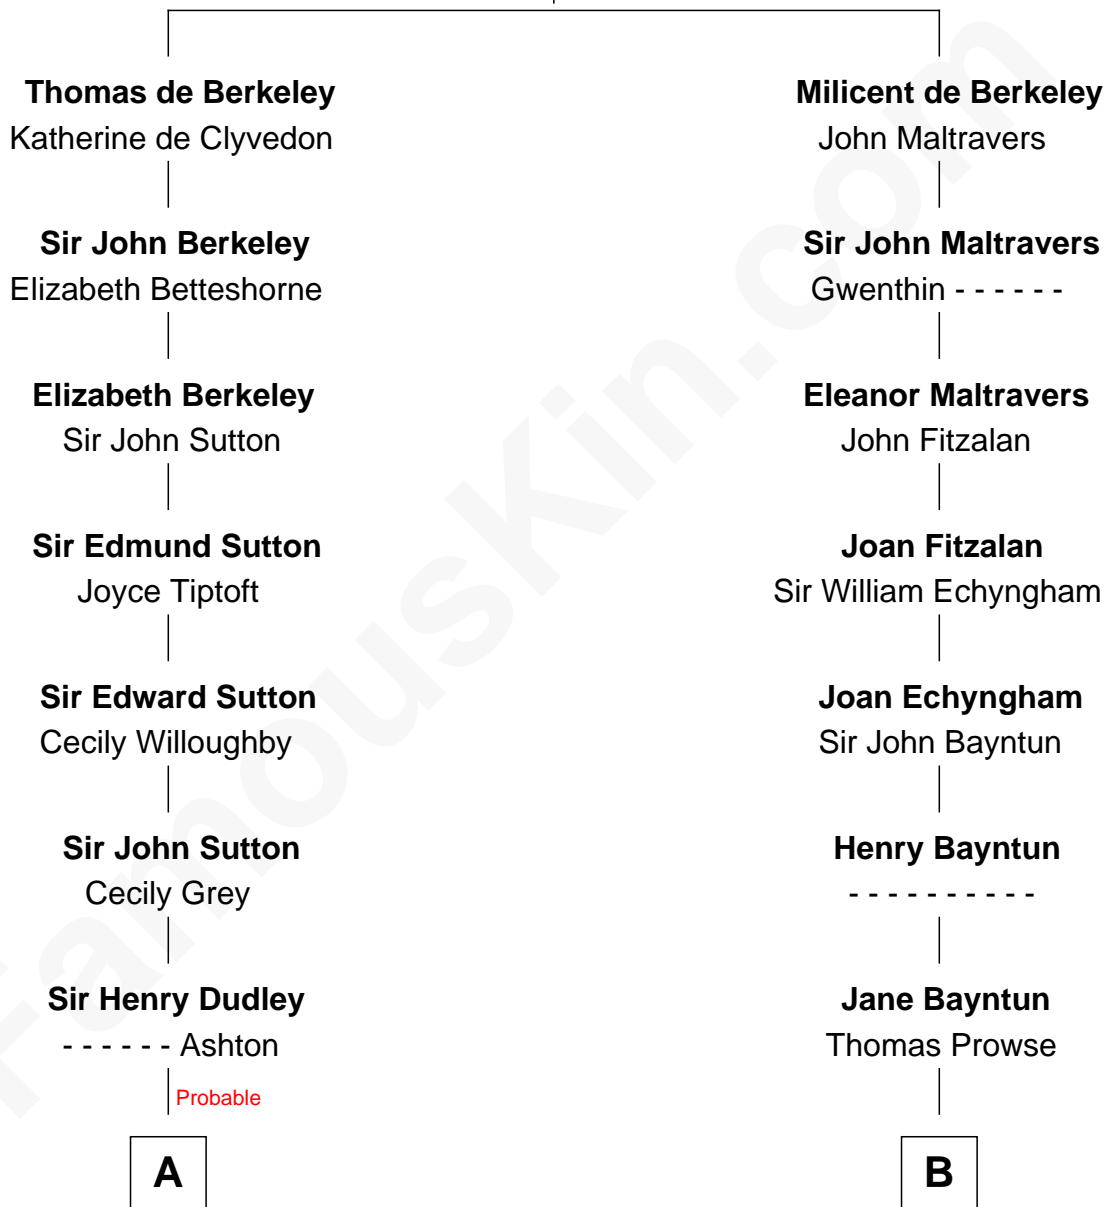 Thomas de Berkeley
Katherine de Clyvedon
Sir John Berkeley
Elizabeth Betteshorne
Elizabeth Berkeley
Sir John Sutton
Sir Edmund Sutton
Joyce Tiptoft
Sir Edward Sutton
Cecily Willoughby
Sir John Sutton
Cecily Grey
Sir Henry Dudley
- - - - - - Ashton
Probable
A
Milicent de Berkeley
John Maltravers
Sir John Maltravers
Gwenthin - - - - - -
Eleanor Maltravers
John Fitzalan
Joan Fitzalan
Sir William Echyngham
Joan Echyngham
Sir John Bayntun
Henry Bayntun
- - - - - - - - - -
Jane Bayntun
Thomas Prowse
B
FamousKin.com